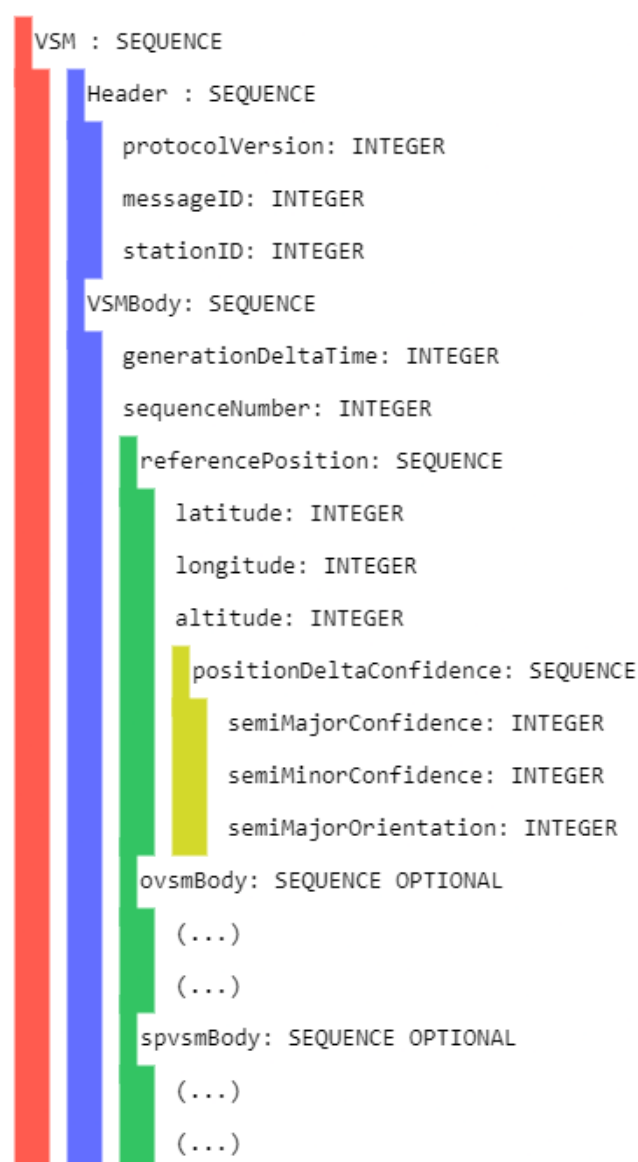 VSM : SEQUENCE
Header : SEQUENCE
protocolVersion: INTEGER
messageID: INTEGER
stationID: INTEGER
VSMBody: SEQUENCE
generationDeltaTime: INTEGER
sequenceNumber: INTEGER
referencePosition: SEQUENCE
latitude: INTEGER
longitude: INTEGER
altitude: INTEGER
positionDeltaConfidence: SEQUENCE
semiMajorConfidence: INTEGER
semiMinorConfidence: INTEGER
semiMajorOrientation: INTEGER
ovsmBody: SEQUENCE OPTIONAL
(...)
(...)
spvsmBody: SEQUENCE OPTIONAL
(...)
(...)